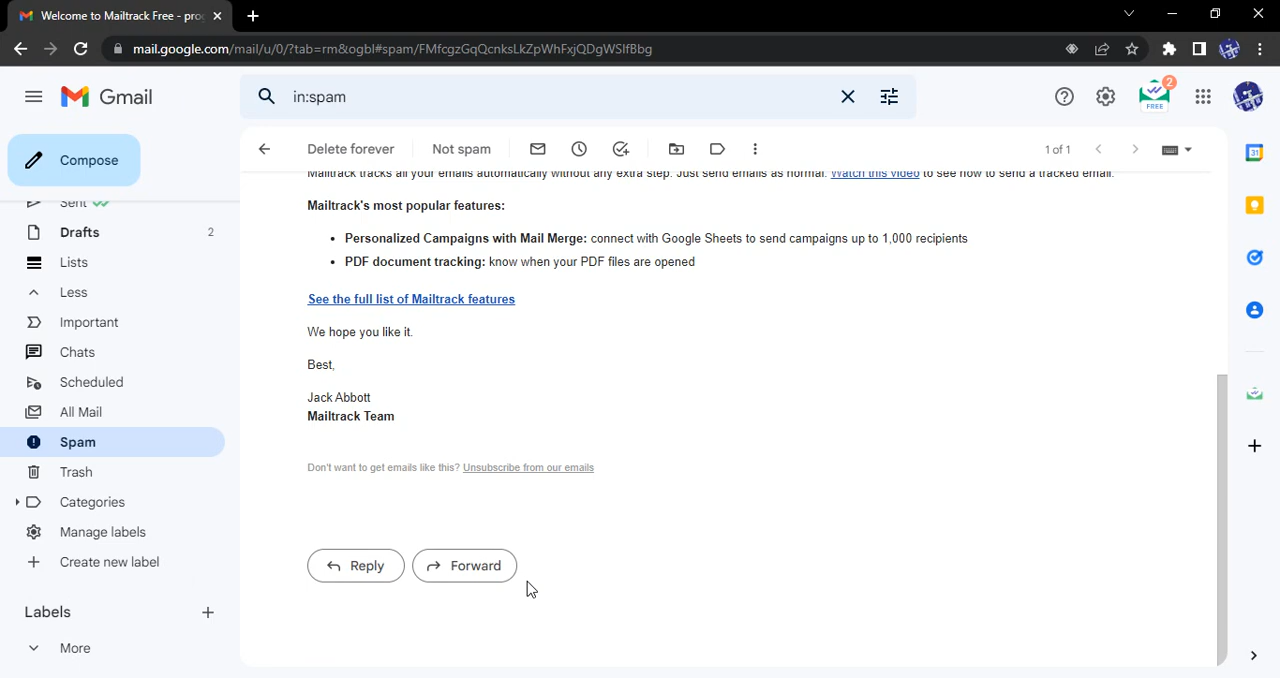 Welcome to Mailtrack Free - pro
mail.google.com/mail/u/0/?tab=rm&ogbl#spam/FMfcgzGqQcnksLkZpWhFxjQDgWSlfBbg
Gmail
in:spam
2
FREE
Compose
Delete forever
Not spam
1 of 1
Sent
Drafts 2
Lists
Less
Important
Chats
Scheduled
All Mail
Spam
Trash
Categories
Manage labels
Create new label
Labels
More
Mailtrack tracks all your emails automatically without any extra step. Just send emails as normal. Watch this video to see how to send a tracked email.
Mailtrack's most popular features:
• Personalized Campaigns with Mail Merge: connect with Google Sheets to send campaigns up to 1,000 recipients
• PDF document tracking: know when your PDF files are opened
See the full list of Mailtrack features
We hope you like it.
Best,
Jack Abbott
Mailtrack Team
Don't want to get emails like this? Unsubscribe from our emails
Reply
Forward
31